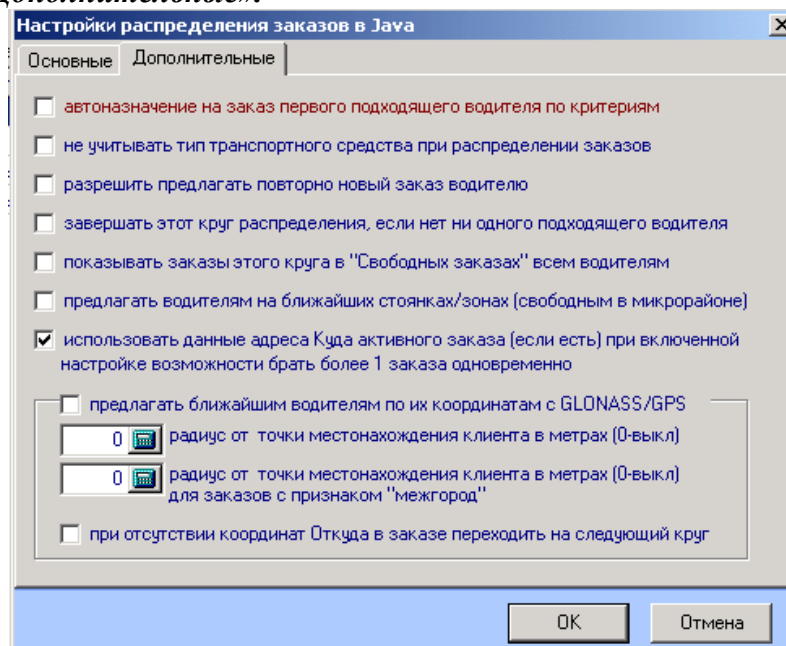 дополнительные».
Настройки распределения заказов в Java
Основные Дополнительные
автоназначение на заказ первого подходящего водителя по критериям
не учитывать тип транспортного средства при распределении заказов
разрешить предлагать повторно новый заказ водителю
завершать этот круг распределения, если нет ни одного подходящего водителя
показывать заказы этого круга в "Свободных заказах" всем водителям
предлагать водителям на ближайших стоянках/зонах (свободным в микрорайоне)
использовать данные адреса Куда активного заказа (если есть) при включенной
настройке возможности брать более 1 заказа одновременно
предлагать ближайшим водителям по их координатам с GLONASS/GPS
0 радиус от точки местонахождения клиента в метрах (0-выкл)
0 радиус от точки местонахождения клиента в метрах (0-выкл)
для заказов с признаком "межгород"
при отсутствии координат Откуда в заказе переходить на следующий круг
OK Отмена